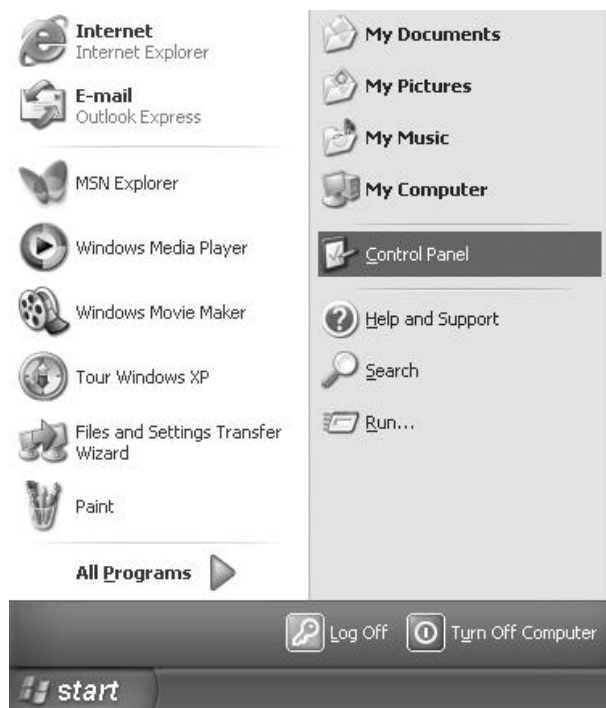 Internet
Internet Explorer
E-mail
Outlook Express
MSN Explorer
Windows Media Player
Windows Movie Maker
Tour Windows XP
Files and Settings Transfer
Wizard
Paint
All Programs
My Documents
My Pictures
My Music
My Computer
Control Panel
Help and Support
Search
Run...
Log Off
Turn Off Computer
start